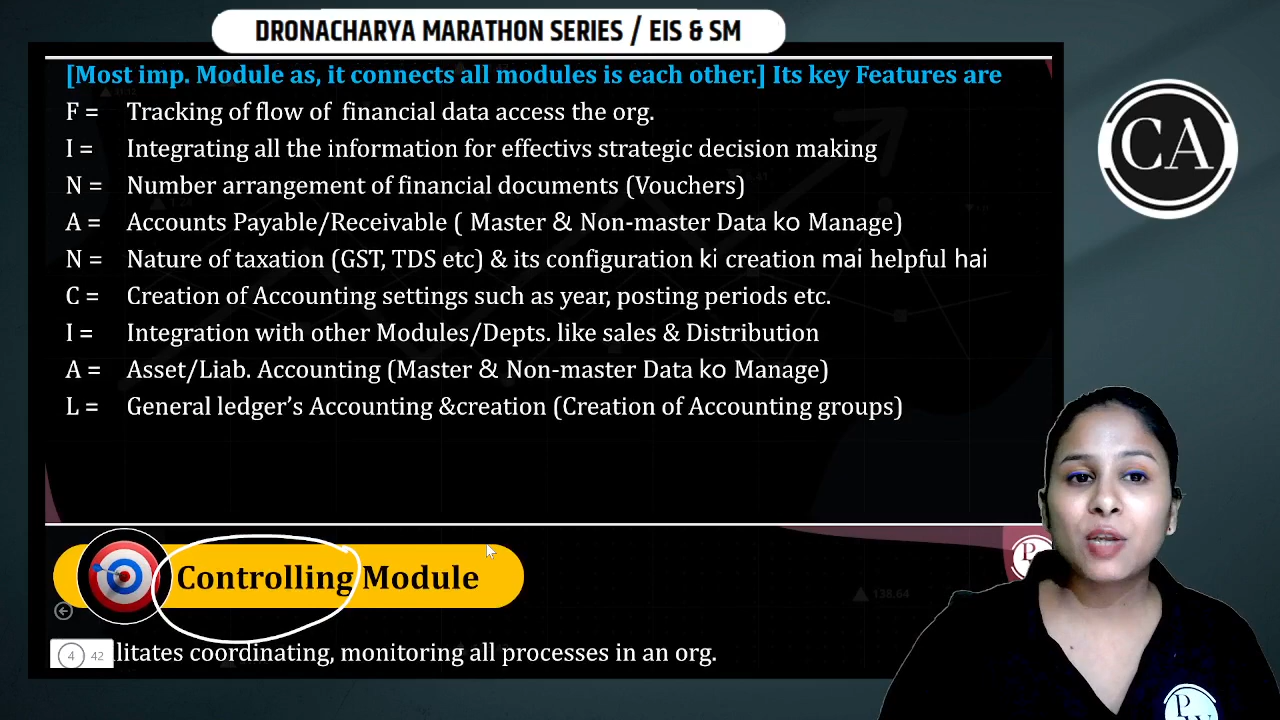 DRONACHARYA MARATHON SERIES / EIS & SM
[Most imp. Module as, it connects all modules is each other.] Its key Features are
F = Tracking of flow of financial data access the org.
I = Integrating all the information for effectivs strategic decision making
N = Number arrangement of financial documents (Vouchers)
A = Accounts Payable/Receivable ( Master & Non-master Data ko Manage)
N = Nature of taxation (GST, TDS etc) & its configuration ki creation mai helpful hai
C = Creation of Accounting settings such as year, posting periods etc.
I = Integration with other Modules/Depts. like sales & Distribution
A = Asset/Liab. Accounting (Master & Non-master Data ko Manage)
L = General ledger's Accounting &creation (Creation of Accounting groups)
CA
Controlling Module
138.64
4 42
litates coordinating, monitoring all processes in an org.